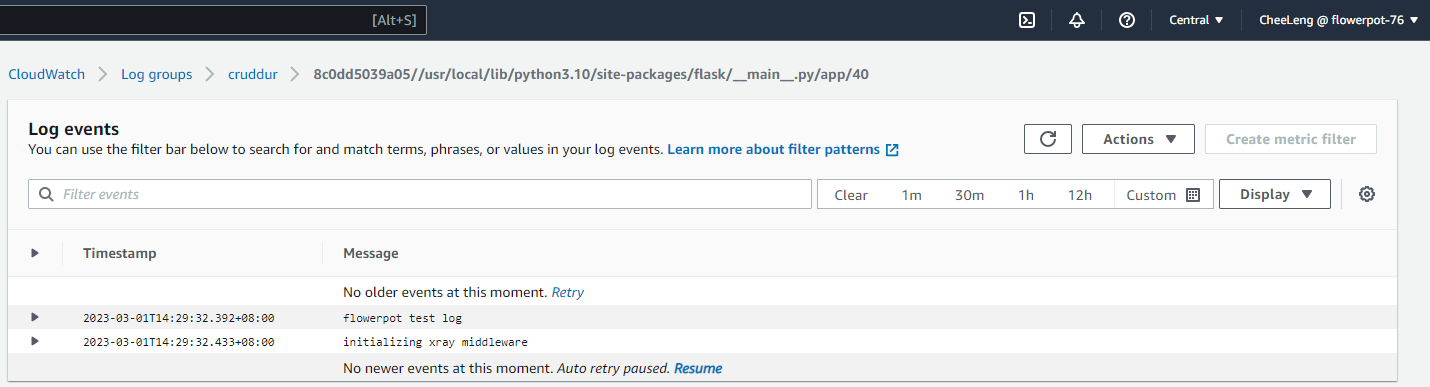 [Alt+S] Central CheeLeng @ flowerpot-76
CloudWatch Log groups cruddur 8c0dd5039a05//usr/local/lib/python3.10/site-packages/flask/__main__.py/app/40
Log events
You can use the filter bar below to search for and match terms, phrases, or values in your log events. Learn more about filter patterns
Actions Create metric filter
Filter events Clear 1m 30m 1h 12h Custom Display
Timestamp Message
No older events at this moment. Retry
2023-03-01T14:29:32.392+08:00 flowerpot test log
2023-03-01T14:29:32.433+08:00 initializing xray middleware
No newer events at this moment. Auto retry paused. Resume